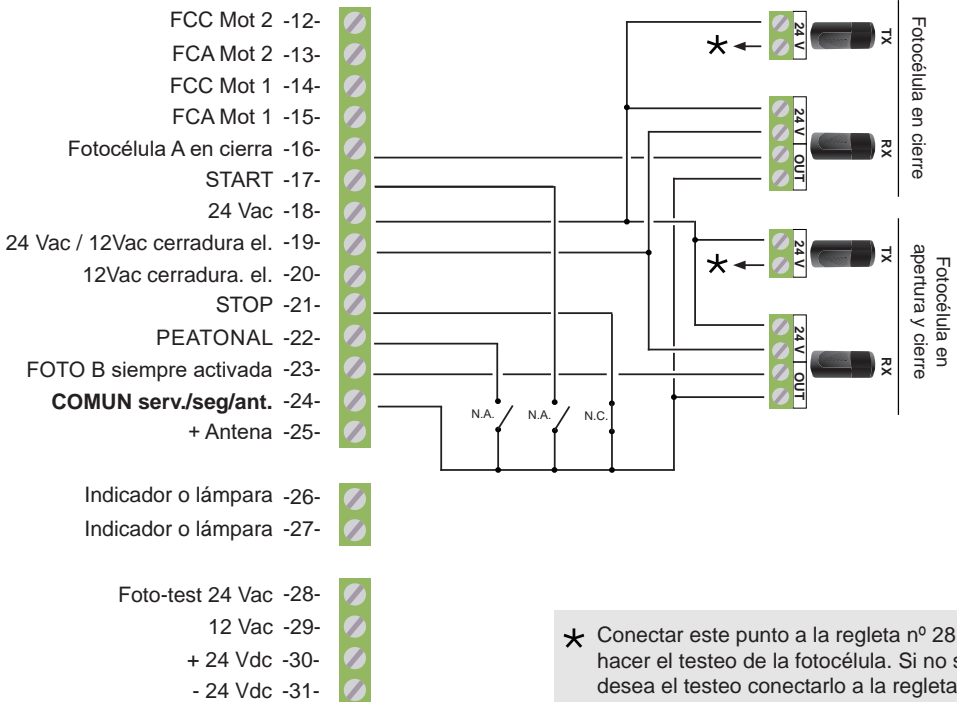 FCC Mot 2 -12-
FCA Mot 2 -13-
FCC Mot 1 -14-
FCA Mot 1 -15-
Fotocélula A en cierra -16-
START -17-
24 Vac -18-
24 Vac / 12Vac cerradura el. -19-
12Vac cerradura. el. -20-
STOP -21-
PEATONAL -22-
FOTO B siempre activada -23-
COMUN serv./seg/ant. -24-
+ Antena -25-
Indicador o lámpara -26-
Indicador o lámpara -27-
Foto-test 24 Vac -28-
12 Vac -29-
+ 24 Vdc -30-
- 24 Vdc -31-
N.A.
N.A.
N.C.
24 V
TX
24 V
OUT
RX
Fotocélula en cierre
24 V
TX
24 V
OUT
RX
Fotocélula en
apertura y cierre
* Conectar este punto a la regleta nº 28
hacer el testeo de la fotocélula. Si no s
desea el testeo conectarlo a la regleta